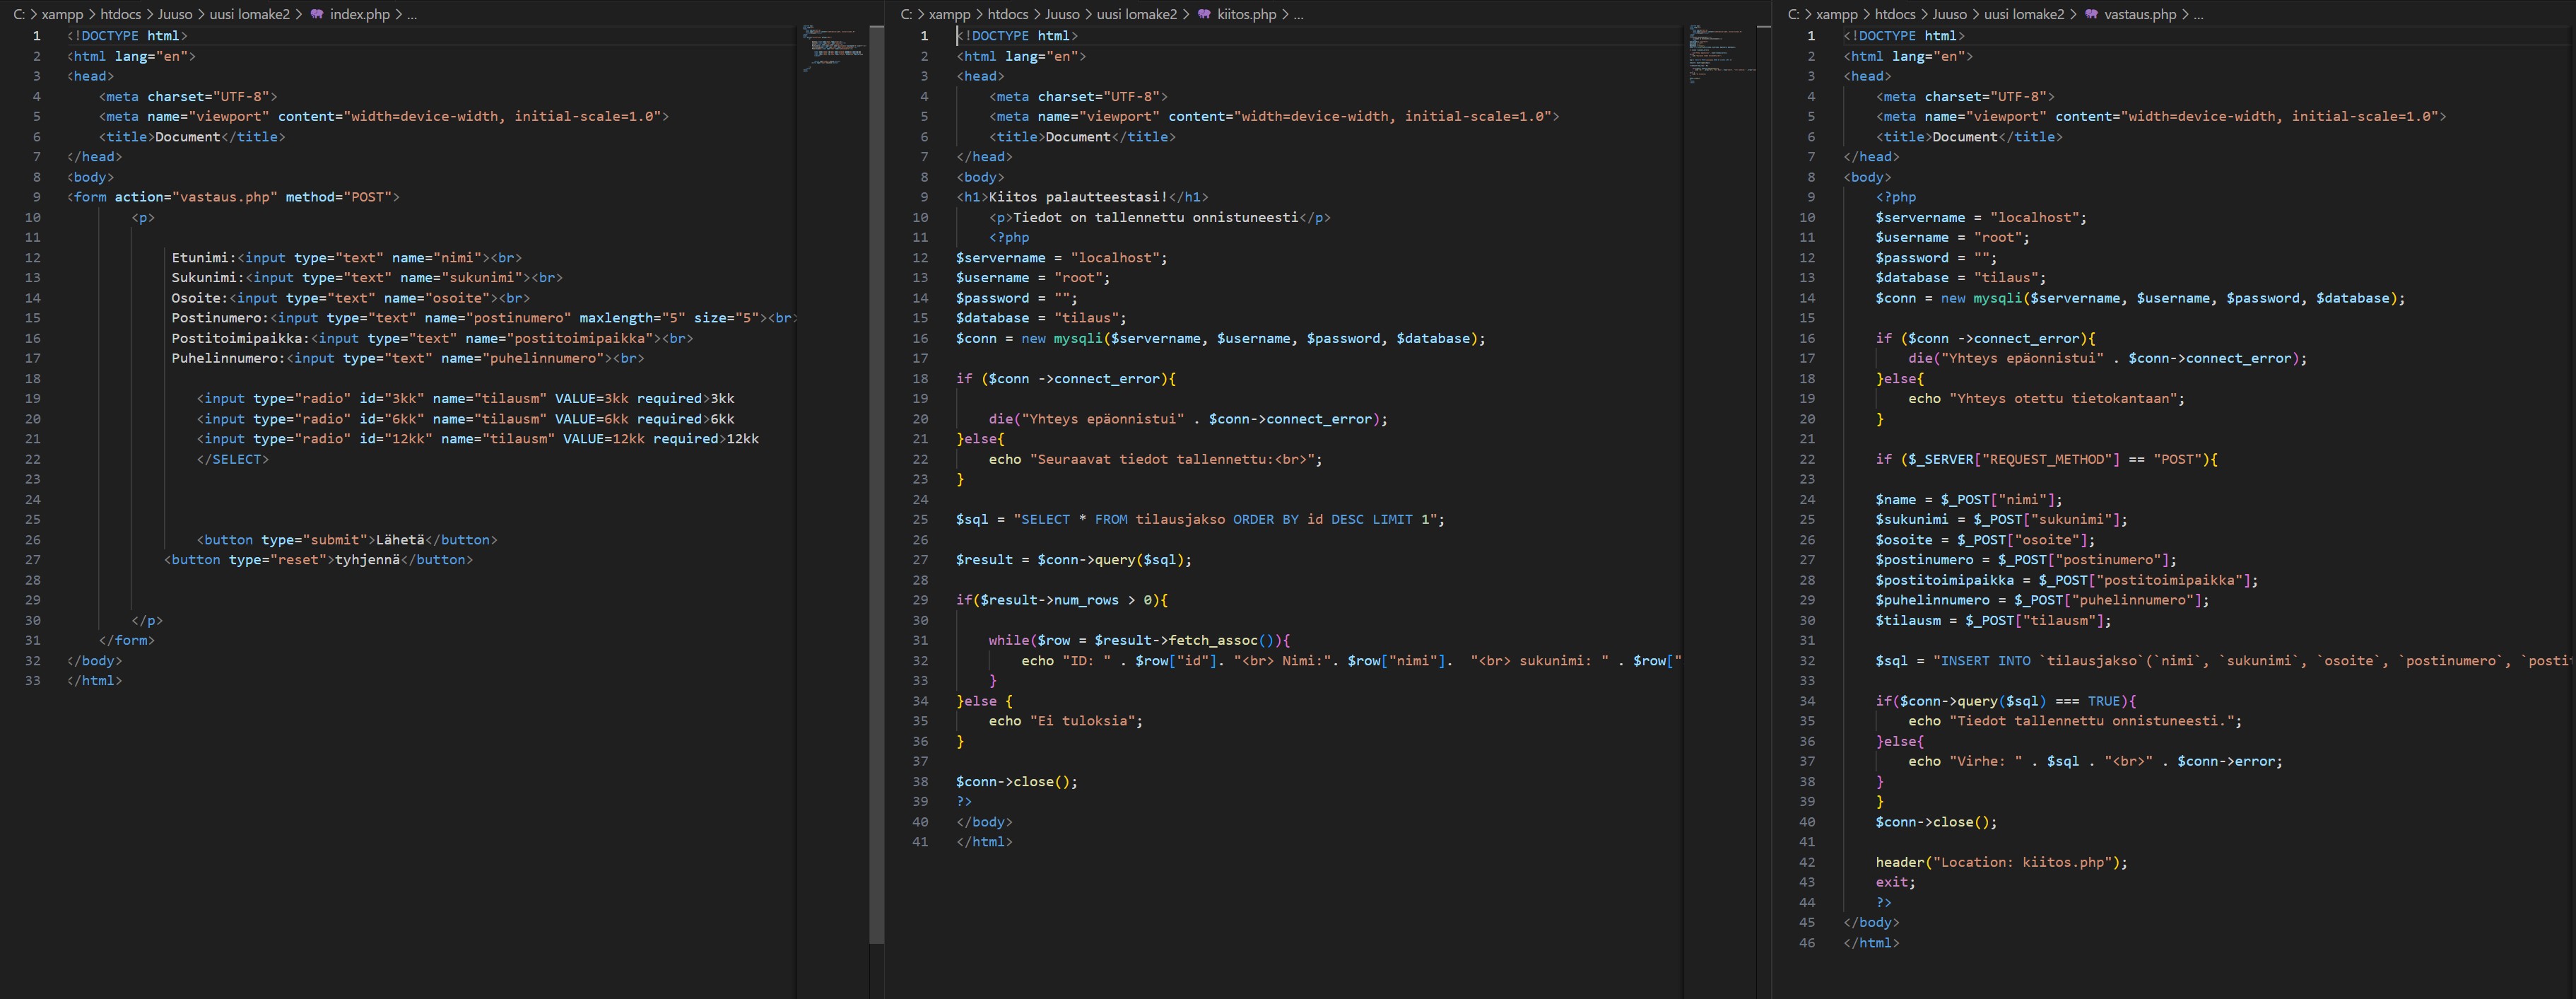 C: > xampp > htdocs > Juuso > uusi lomake2 > index.php > ...
1 <!DOCTYPE html>
2 <html lang="en">
3 <head>
4     <meta charset="UTF-8">
5     <meta name="viewport" content="width=device-width, initial-scale=1.0">
6     <title>Document</title>
7 </head>
8 <body>
9 <form action="vastaus.php" method="POST">
10         <p>
11
12             Etunimi:<input type="text" name="nimi"><br>
13             Sukunimi:<input type="text" name="sukunimi"><br>
14             Osoite:<input type="text" name="osoite"><br>
15             Postinumero:<input type="text" name="postinumero" maxlength="5" size="5"><br>
16             Postitoimipaikka:<input type="text" name="postitoimipaikka"><br>
17             Puhelinnumero:<input type="text" name="puhelinnumero"><br>
18
19                 <input type="radio" id="3kk" name="tilausm" VALUE=3kk required>3kk
20                 <input type="radio" id="6kk" name="tilausm" VALUE=6kk required>6kk
21                 <input type="radio" id="12kk" name="tilausm" VALUE=12kk required>12kk
22                 </SELECT>
23
24
25
26                 <button type="submit">Lähetä</button>
27             <button type="reset">tyhjennä</button>
28
29
30         </p>
31     </form>
32 </body>
33 </html>
C: > xampp > htdocs > Juuso > uusi lomake2 > kiitos.php > ...
1 <!DOCTYPE html>
2 <html lang="en">
3 <head>
4     <meta charset="UTF-8">
5     <meta name="viewport" content="width=device-width, initial-scale=1.0">
6     <title>Document</title>
7 </head>
8 <body>
9 <h1>Kiitos palautteestasi!</h1>
10     <p>Tiedot on tallennettu onnistuneesti</p>
11     <?php
12 $servername = "localhost";
13 $username = "root";
14 $password = "";
15 $database = "tilaus";
16 $conn = new mysqli($servername, $username, $password, $database);
17
18 if ($conn ->connect_error){
19
20     die("Yhteys epäonnistui" . $conn->connect_error);
21 }else{
22     echo "Seuraavat tiedot tallennettu:<br>";
23 }
24
25 $sql = "SELECT * FROM tilausjakso ORDER BY id DESC LIMIT 1";
26
27 $result = $conn->query($sql);
28
29 if($result->num_rows > 0){
30
31     while($row = $result->fetch_assoc()){
32         echo "ID: " . $row["id"]. "<br> Nimi:". $row["nimi"].  "<br> sukunimi: " . $row["
33     }
34 }else {
35     echo "Ei tuloksia";
36 }
37
38 $conn->close();
39 ?>
40 </body>
41 </html>
C: > xampp > htdocs > Juuso > uusi lomake2 > vastaus.php > ...
1 <!DOCTYPE html>
2 <html lang="en">
3 <head>
4     <meta charset="UTF-8">
5     <meta name="viewport" content="width=device-width, initial-scale=1.0">
6     <title>Document</title>
7 </head>
8 <body>
9     <?php
10     $servername = "localhost";
11     $username = "root";
12     $password = "";
13     $database = "tilaus";
14     $conn = new mysqli($servername, $username, $password, $database);
15
16     if ($conn ->connect_error){
17         die("Yhteys epäonnistui" . $conn->connect_error);
18     }else{
19         echo "Yhteys otettu tietokantaan";
20     }
21
22     if ($_SERVER["REQUEST_METHOD"] == "POST"){
23
24     $name = $_POST["nimi"];
25     $sukunimi = $_POST["sukunimi"];
26     $osoite = $_POST["osoite"];
27     $postinumero = $_POST["postinumero"];
28     $postitoimipaikka = $_POST["postitoimipaikka"];
29     $puhelinnumero = $_POST["puhelinnumero"];
30     $tilausm = $_POST["tilausm"];
31
32     $sql = "INSERT INTO `tilausjakso`(`nimi`, `sukunimi`, `osoite`, `postinumero`, `postit
33
34     if($conn->query($sql) === TRUE){
35         echo "Tiedot tallennettu onnistuneesti.";
36     }else{
37         echo "Virhe: " . $sql . "<br>" . $conn->error;
38     }
39     }
40     $conn->close();
41
42     header("Location: kiitos.php");
43     exit;
44     ?>
45 </body>
46 </html>